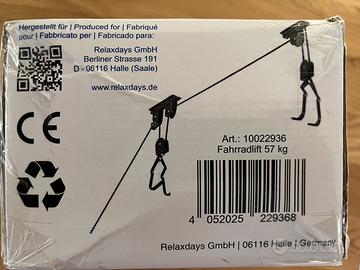 Hergestellt für | Produced for | Fabriqué
pour | Fabbricato per | Fabricado para:
Relaxdays GmbH
Berliner Strasse 191
D - 06116 Halle (Saale)
www.relaxdays.de
CE
Art.: 10022936
Fahrradlift 57 kg
4 052025 229368
Relaxdays GmbH | 06116 Halle | Germany